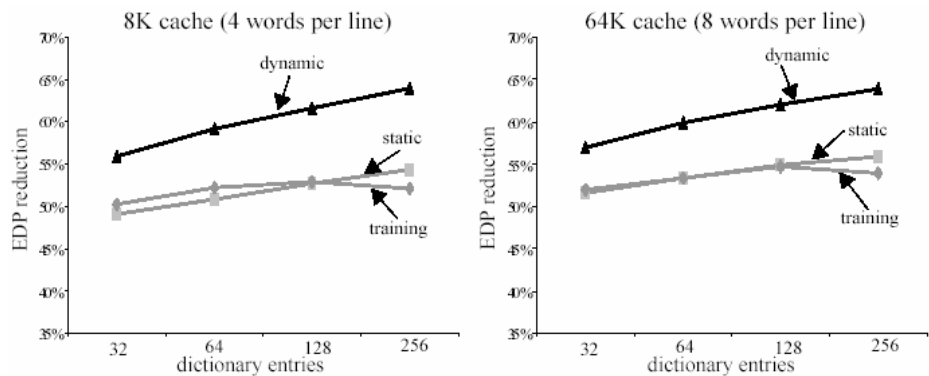 8K cache (4 words per line)
70%
65%
60%
55%
50%
45%
40%
35%
EDP reduction
dynamic
static
training
32 64 128 256
dictionary entries
64K cache (8 words per line)
70%
65%
60%
55%
50%
45%
40%
35%
EDP reduction
dynamic
static
training
32 64 128 256
dictionary entries